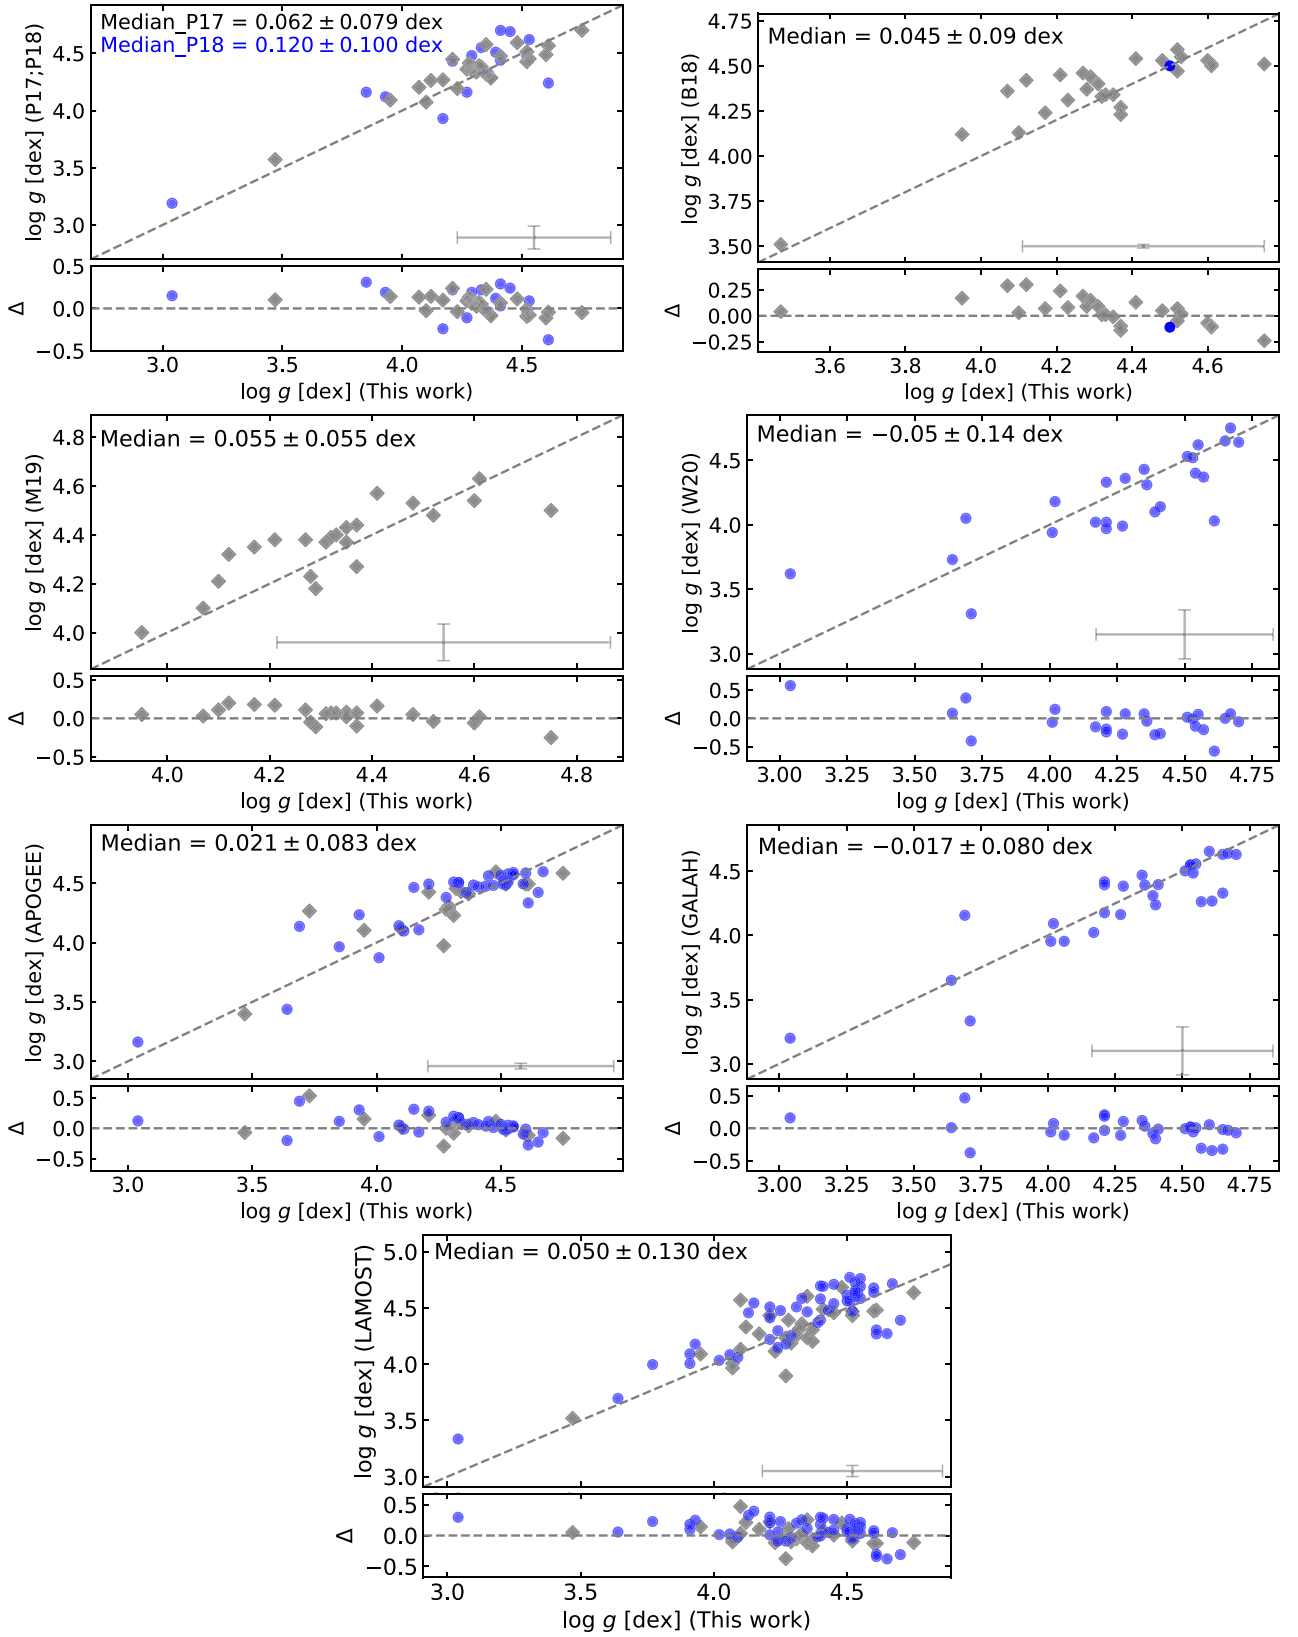 Median_P17 = 0.062 ± 0.079 dex
Median_P18 = 0.120 ± 0.100 dex
log g [dex] (P17;P18)
4.5
4.0
3.5
3.0
0.5
0.0
−0.5
Δ
3.0 3.5 4.0 4.5
log g [dex] (This work)
Median = 0.045 ± 0.09 dex
log g [dex] (B18)
4.75
4.50
4.25
4.00
3.75
3.50
0.25
0.00
−0.25
Δ
3.6 3.8 4.0 4.2 4.4 4.6
log g [dex] (This work)
Median = 0.055 ± 0.055 dex
log g [dex] (M19)
4.8
4.6
4.4
4.2
4.0
0.5
0.0
−0.5
Δ
4.0 4.2 4.4 4.6 4.8
log g [dex] (This work)
Median = −0.05 ± 0.14 dex
log g [dex] (W20)
4.5
4.0
3.5
3.0
0.5
0.0
−0.5
Δ
3.00 3.25 3.50 3.75 4.00 4.25 4.50 4.75
log g [dex] (This work)
Median = 0.021 ± 0.083 dex
log g [dex] (APOGEE)
4.5
4.0
3.5
3.0
0.5
0.0
−0.5
Δ
3.0 3.5 4.0 4.5
log g [dex] (This work)
Median = −0.017 ± 0.080 dex
log g [dex] (GALAH)
4.5
4.0
3.5
3.0
0.5
0.0
−0.5
Δ
3.00 3.25 3.50 3.75 4.00 4.25 4.50 4.75
log g [dex] (This work)
Median = 0.050 ± 0.130 dex
log g [dex] (LAMOST)
5.0
4.5
4.0
3.5
3.0
0.5
0.0
−0.5
Δ
3.0 3.5 4.0 4.5
log g [dex] (This work)